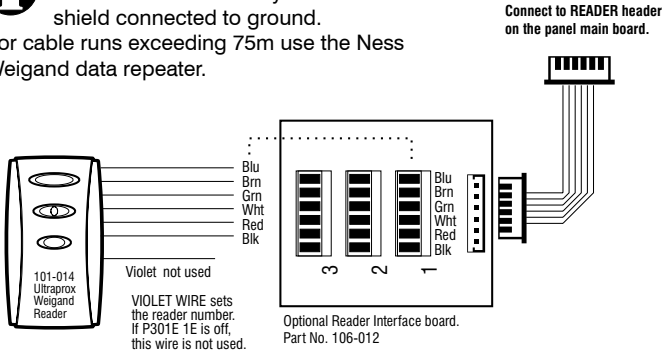 shield connected to ground.
or cable runs exceeding 75m use the Ness
Weigand data repeater.
Connect to READER header
on the panel main board.
Blu
Brn
Grn
Wht
Red
Blk
Violet not used
VIOLET WIRE sets
the reader number.
If P301E 1E is off,
this wire is not used.
101-014
Ultraprox
Weigand
Reader
3
2
1
Blu
Brn
Grn
Wht
Red
Blk
Optional Reader Interface board.
Part No. 106-012